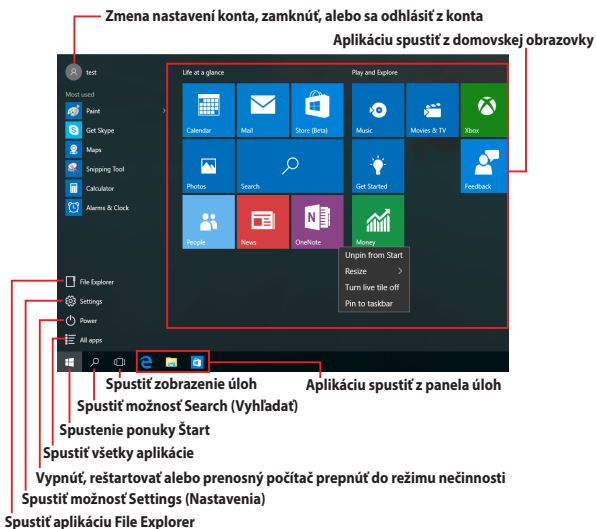 Zmena nastavení konta, zamknúť, alebo sa odhlásiť z konta
Aplikáciu spustiť z domovskej obrazovky
test
Most used
Paint
Get Skype
Maps
Snipping Tool
Calculator
Alarms & Clock
File Explorer
Settings
Power
All apps
Life at a glance
Play and Explore
Calendar
Mail
Store (Beta)
Music
Movies & TV
Xbox
Photos
Search
Get Started
Feedback
People
News
OneNote
Money
Unpin from Start
Resize
Turn live tile off
Pin to taskbar
Spustiť zobrazenie úloh
Aplikáciu spustiť z panela úloh
Spustiť možnosť Search (Vyhľadať)
Spustenie ponuky Štart
Spustiť všetky aplikácie
Vypnúť, reštartovať alebo prenosný počítač prepnúť do režimu nečinnosti
Spustiť možnosť Settings (Nastavenia)
Spustiť aplikáciu File Explorer